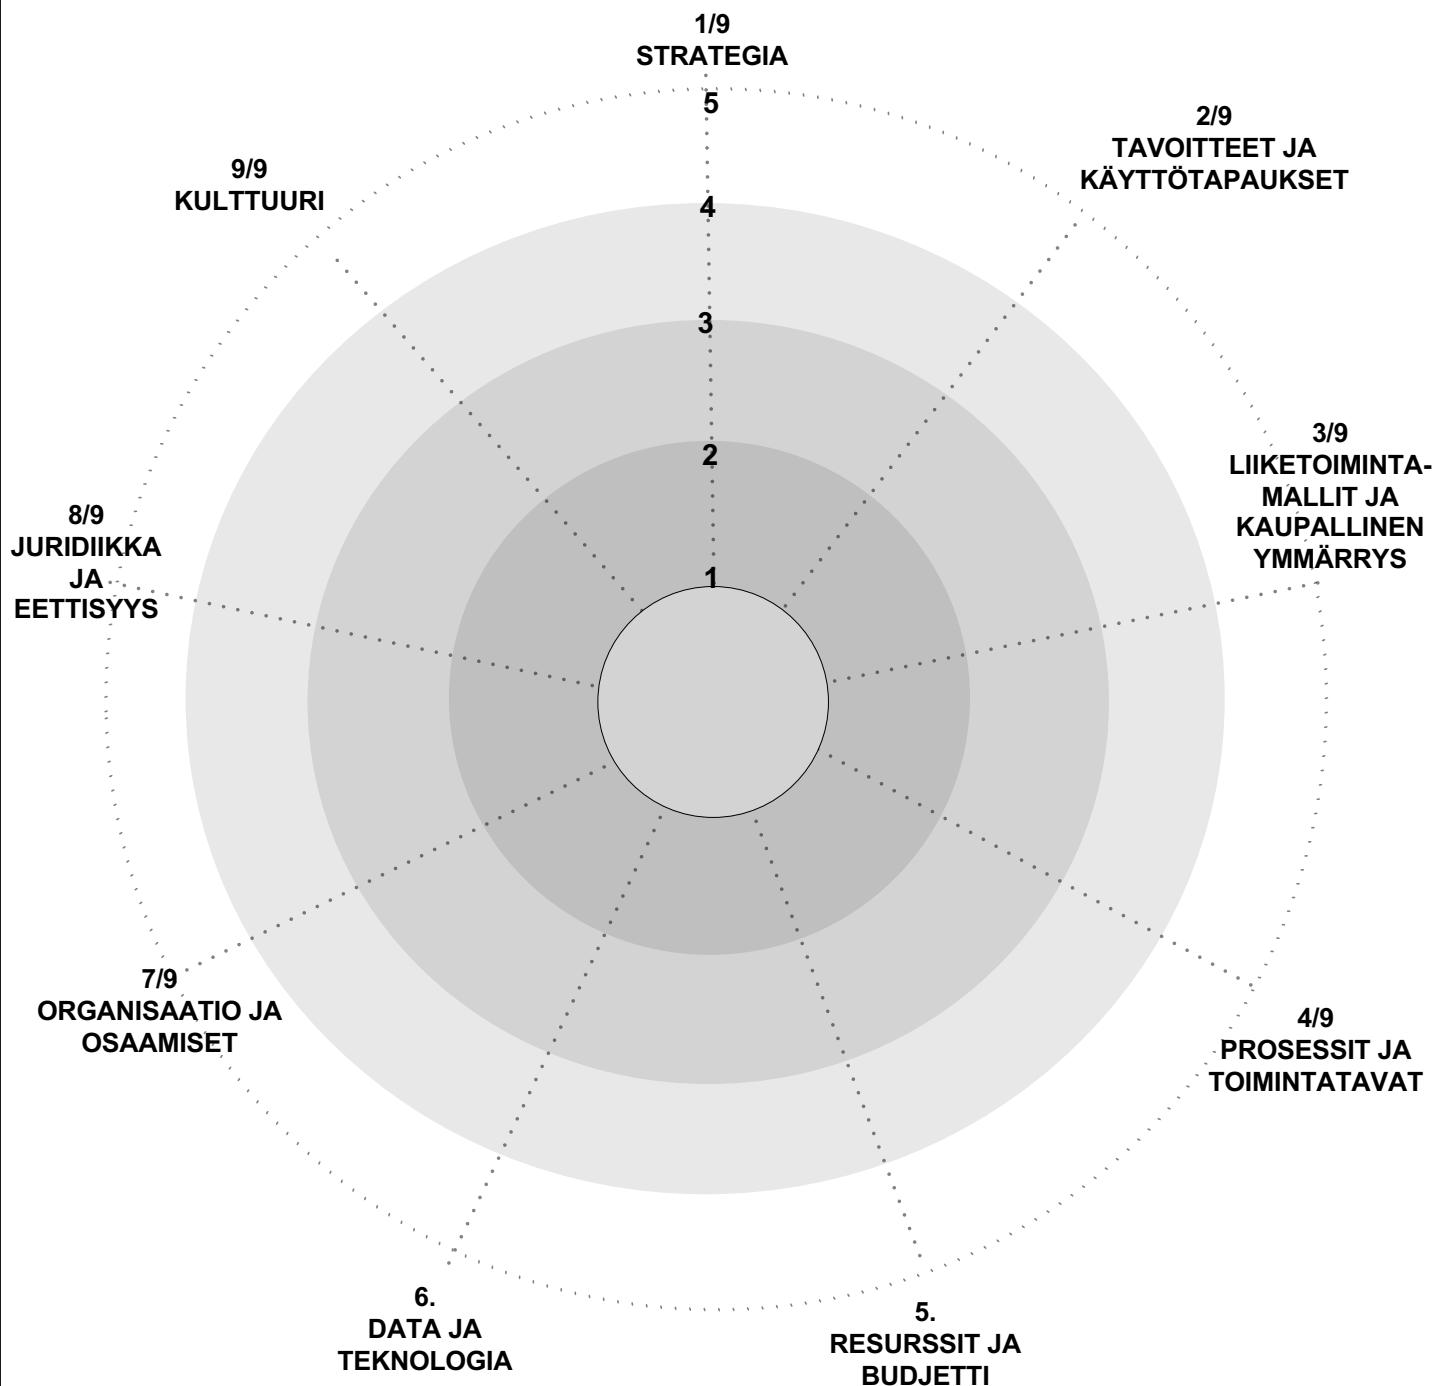 1/9
STRATEGIA
5
4
3
2
1
2/9
TAVOITTEET JA
KÄYTTÖTAPAUKSET
3/9
LIIKETOIMINTA-
MALLIT JA
KAUPALLINEN
YMMÄRRYS
4/9
PROSESSIT JA
TOIMINTATAVAT
5.
RESURSSIT JA
BUDJETTI
6.
DATA JA
TEKNOLOGIA
7/9
ORGANISAATIO JA
OSAAMISET
8/9
JURIDIIKKA
JA
EETTISYYS
9/9
KULTTUURI